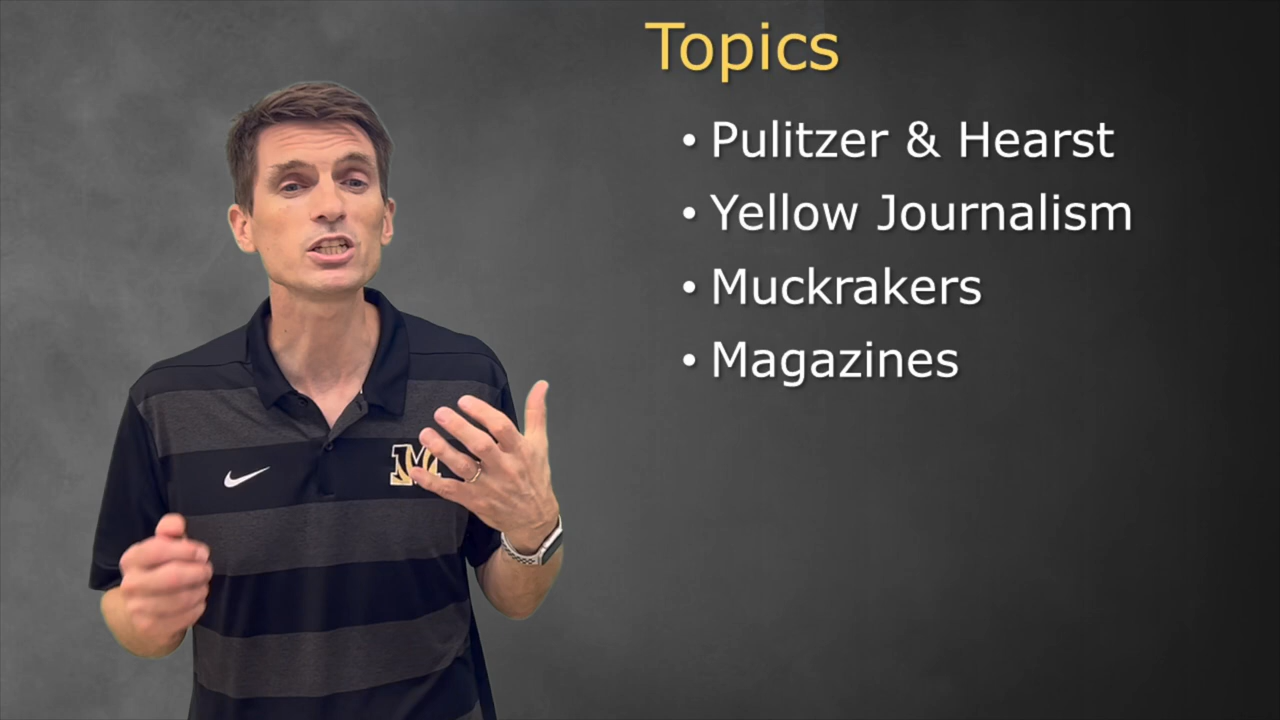 Topics
• Pulitzer & Hearst
• Yellow Journalism
• Muckrakers
• Magazines
M